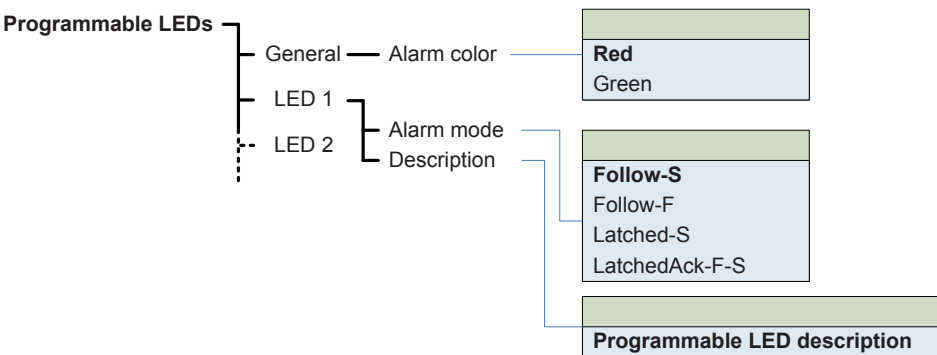 Programmable LEDs
General
Alarm color
Red
Green
LED 1
Alarm mode
Description
LED 2
Follow-S
Follow-F
Latched-S
LatchedAck-F-S
Programmable LED description